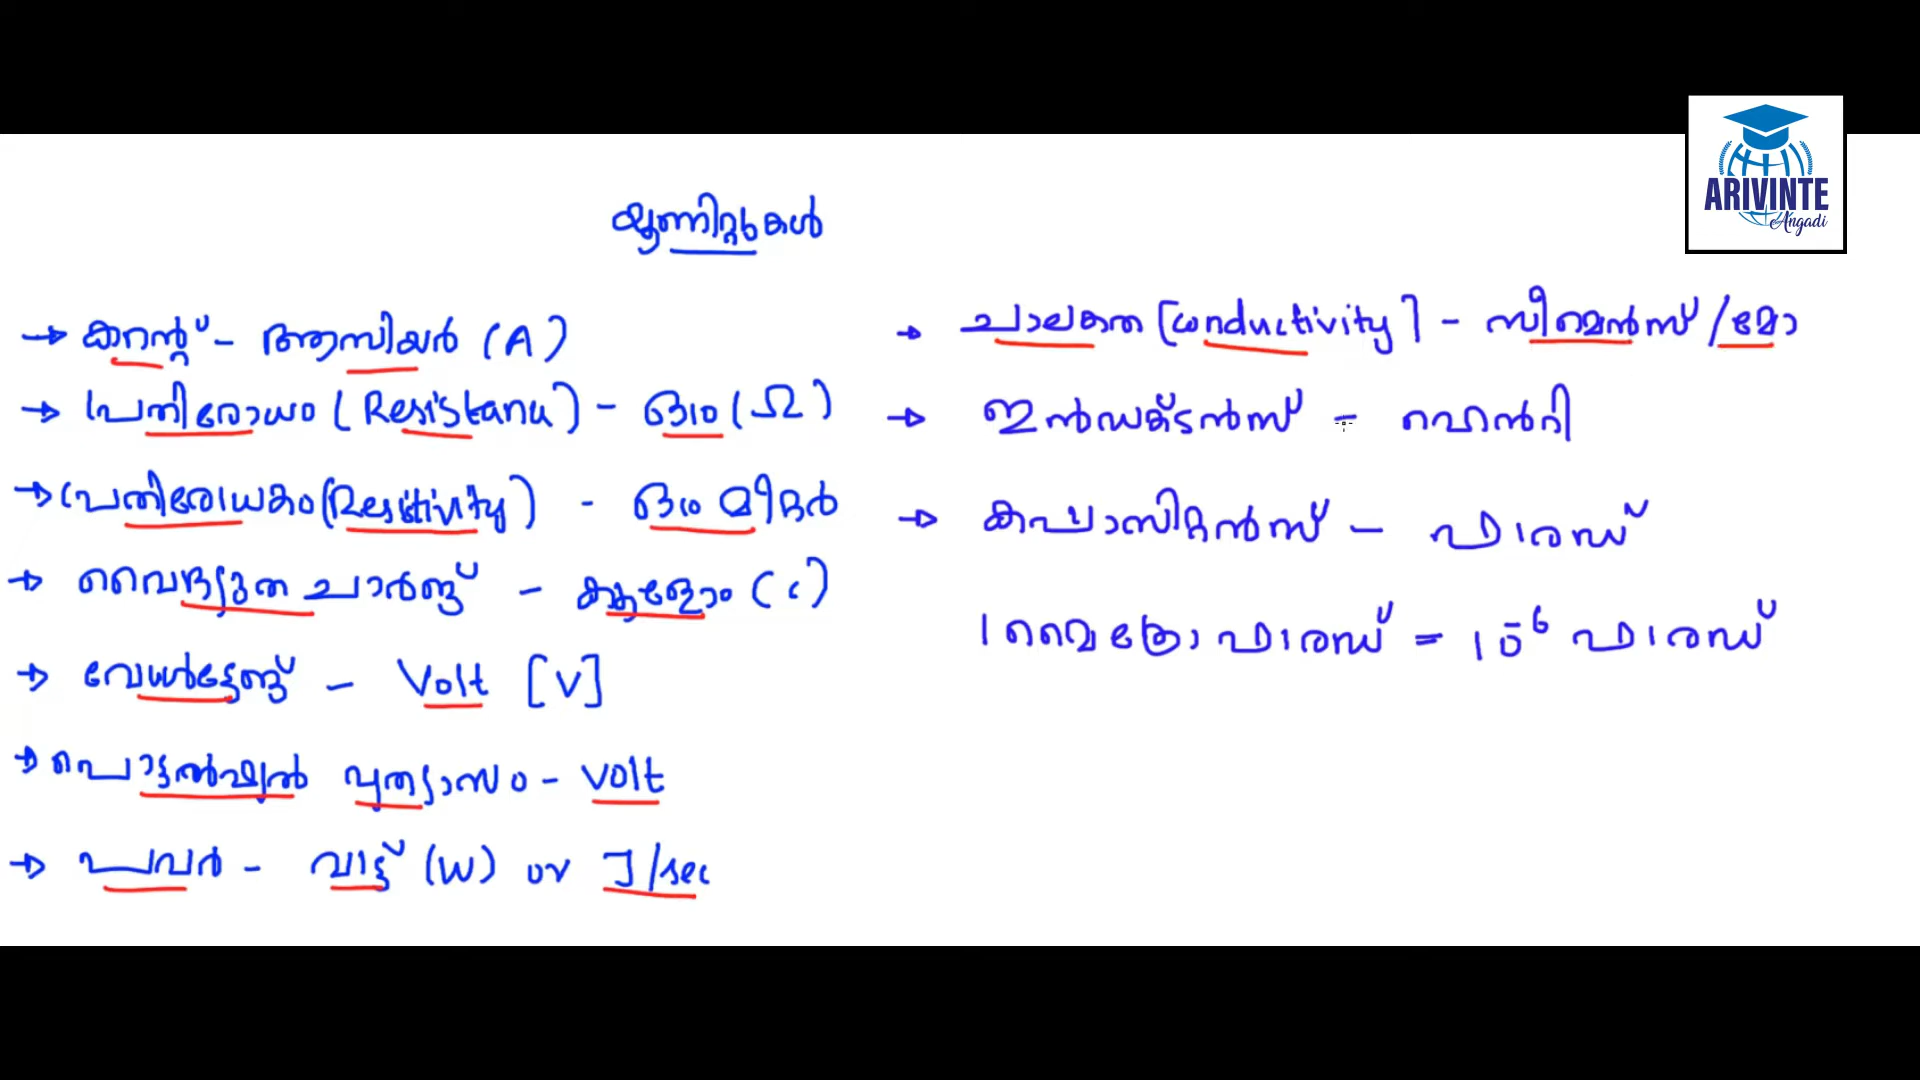 യൂണിറ്റുകൾ
→ കറന്റ് - ആമ്പിയർ (A)
→ പ്രതിരോധം (Resistance) - ഓം (Ω)
→ പ്രതിരോധകം (Resistivity) - ഓം മീറ്റർ
→ വൈദ്യുത ചാർജ്ജ് - കൂളോം (C)
→ വോൾട്ടേജ് - Volt [V]
→ പൊട്ടൻഷ്യൽ വ്യത്യാസം - Volt
→ പവർ - വാട്ട് (W) or J/sec
→ ചാലകത [Conductivity] - സീമെൻസ് / മോ
→ ഇൻഡക്ടൻസ് - ഹെൻറി
→ കപ്പാസിറ്റൻസ് - ഫാരഡ്
1 മൈക്രോ ഫാരഡ് = 10⁻⁶ ഫാരഡ്
ARIVINTE
Angadi